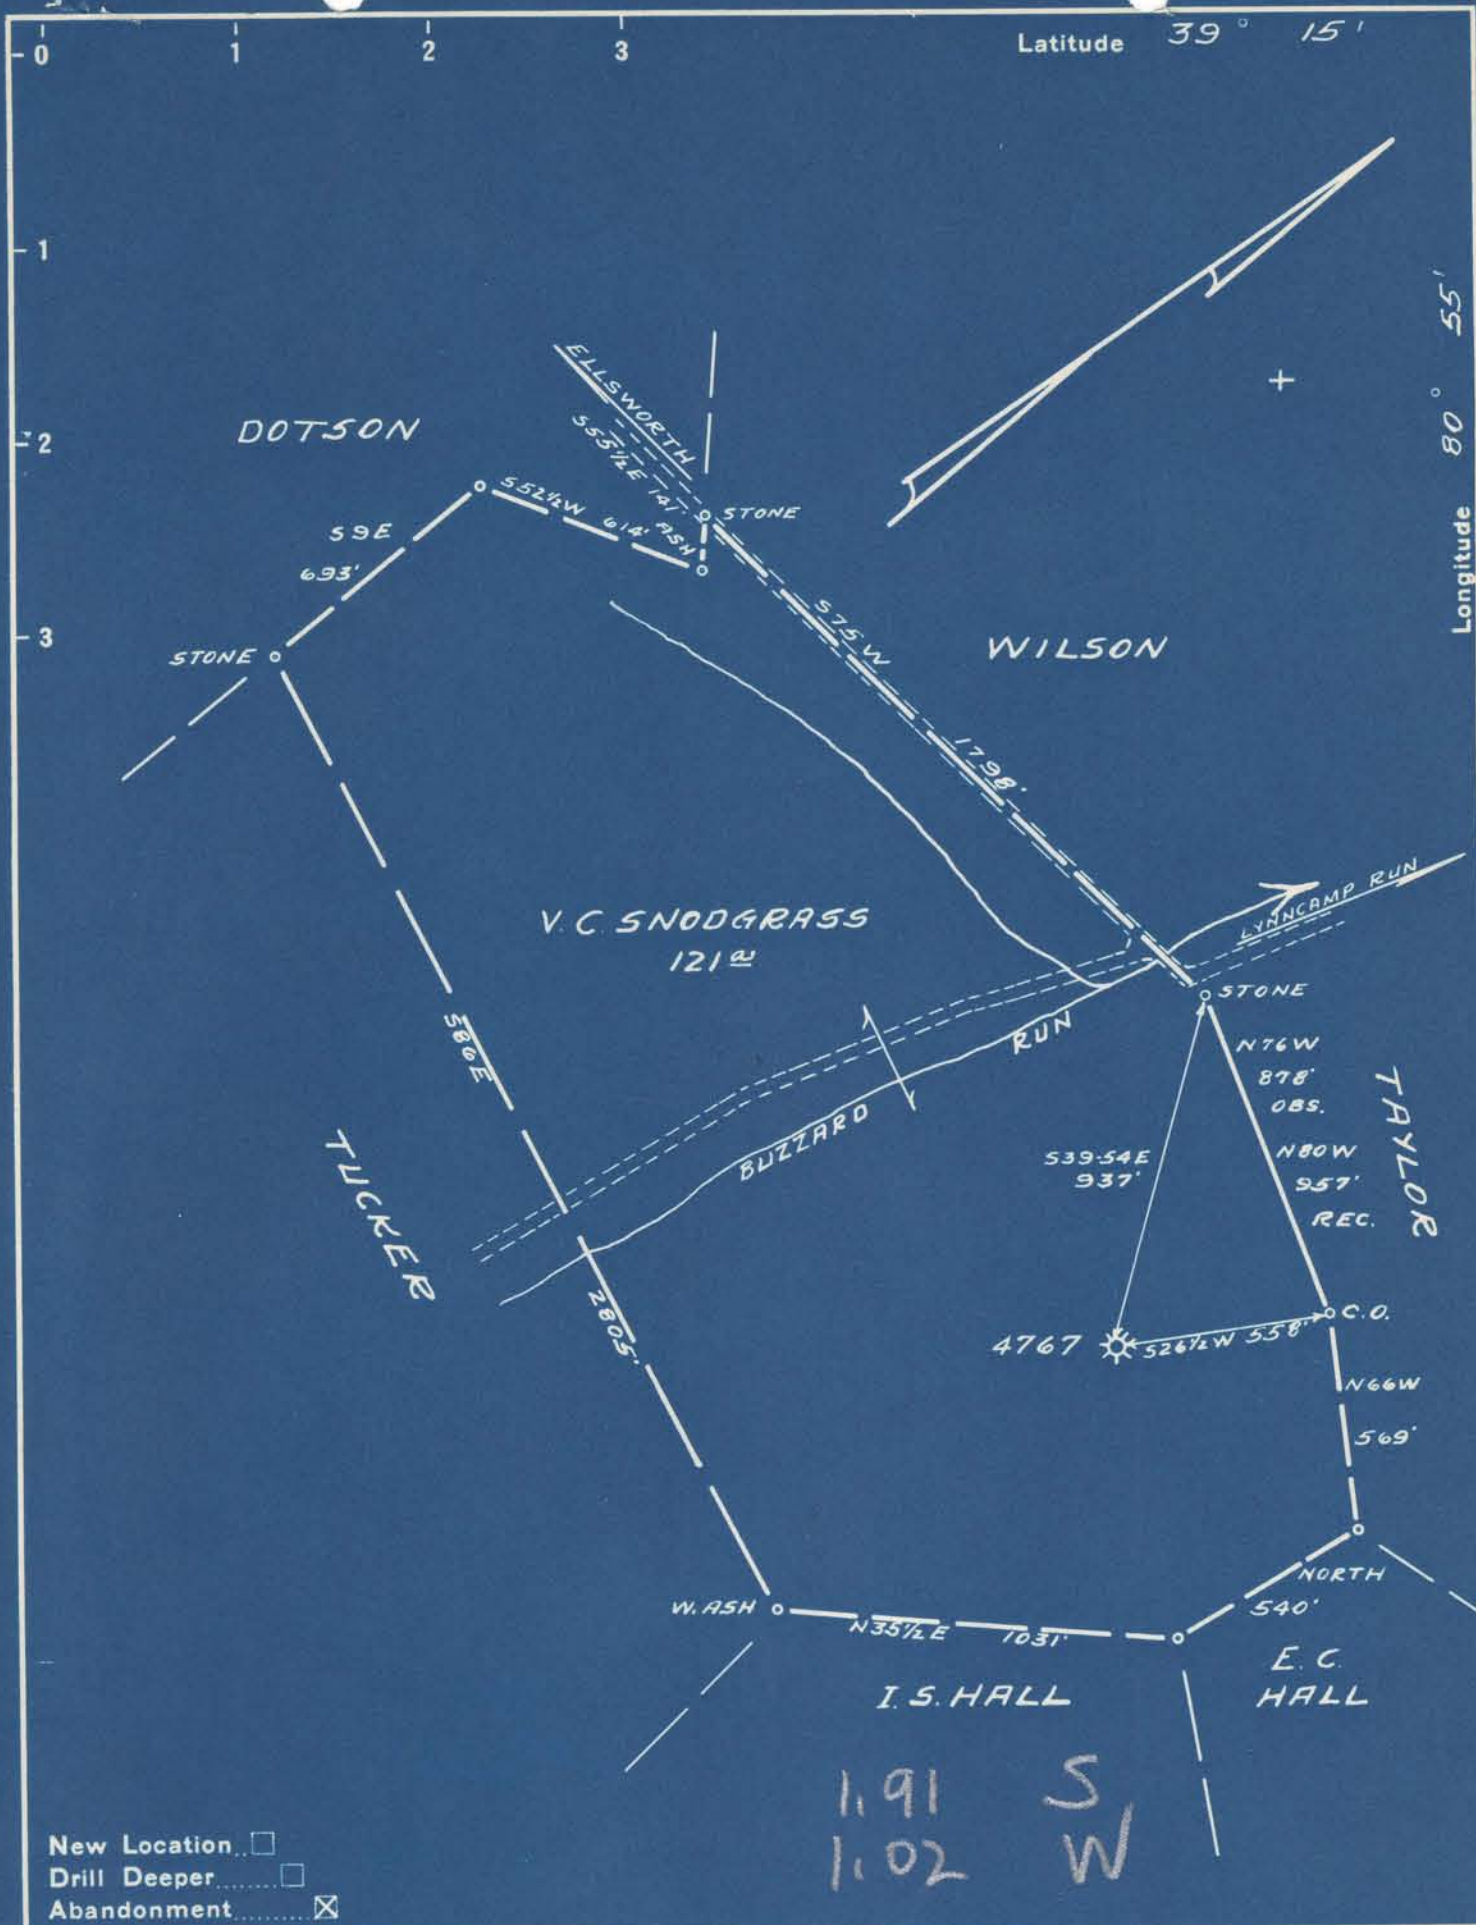 0 1 2 3 Latitude 39° 15'
1
2
3
Longitude 80° 55'
DOTSON
ELLSWORTH
S55½E 141'
S52½W 614'
ASH
STONE
S9E
693'
STONE
S75W
1798'
WILSON
V. C. SNODGRASS
121 a
LYNNCAMP RUN
STONE
BUZZARD RUN
S86E
2805'
TUCKER
N76W
878'
OBS.
N80W
957'
REC.
TAYLOR
S39-54E
937'
4767
S26½W 558'
C.O.
N66W
569'
NORTH
540'
W. ASH
N35½E 1031'
I. S. HALL
E. C.
HALL
1.91 S
1.02 W
New Location..☐
Drill Deeper........☐
Abandonment.........☒